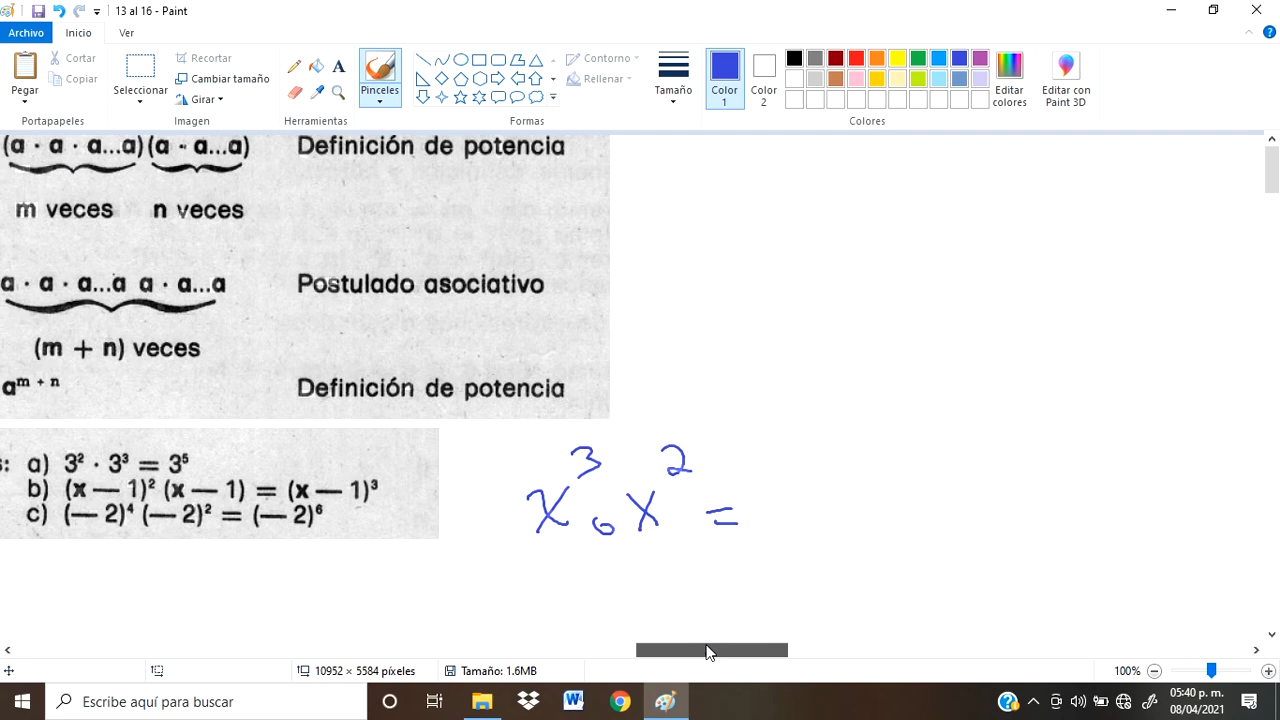 13 al 16 - Paint
Archivo Inicio Ver
Pegar
Cortar
Copiar
Portapapeles
Seleccionar
Recortar
Cambiar tamaño
Girar
Imagen
A
Herramientas
Pinceles
Contorno
Rellenar
Formas
Tamaño
Color 1
Color 2
Editar colores
Editar con Paint 3D
Colores
(a · a · a...a) (a · a...a) Definición de potencia
m veces n veces
a · a · a...a a · a...a Postulado asociativo
(m + n) veces
a^{m + n} Definición de potencia
: a) 3² · 3³ = 3⁵
b) (x — 1)² (x — 1) = (x — 1)³
c) (— 2)⁴ (— 2)² = (— 2)⁶
x³ · x² =
10952 × 5584 píxeles Tamaño: 1.6MB 100%
Escribe aquí para buscar
05:40 p. m.
08/04/2021